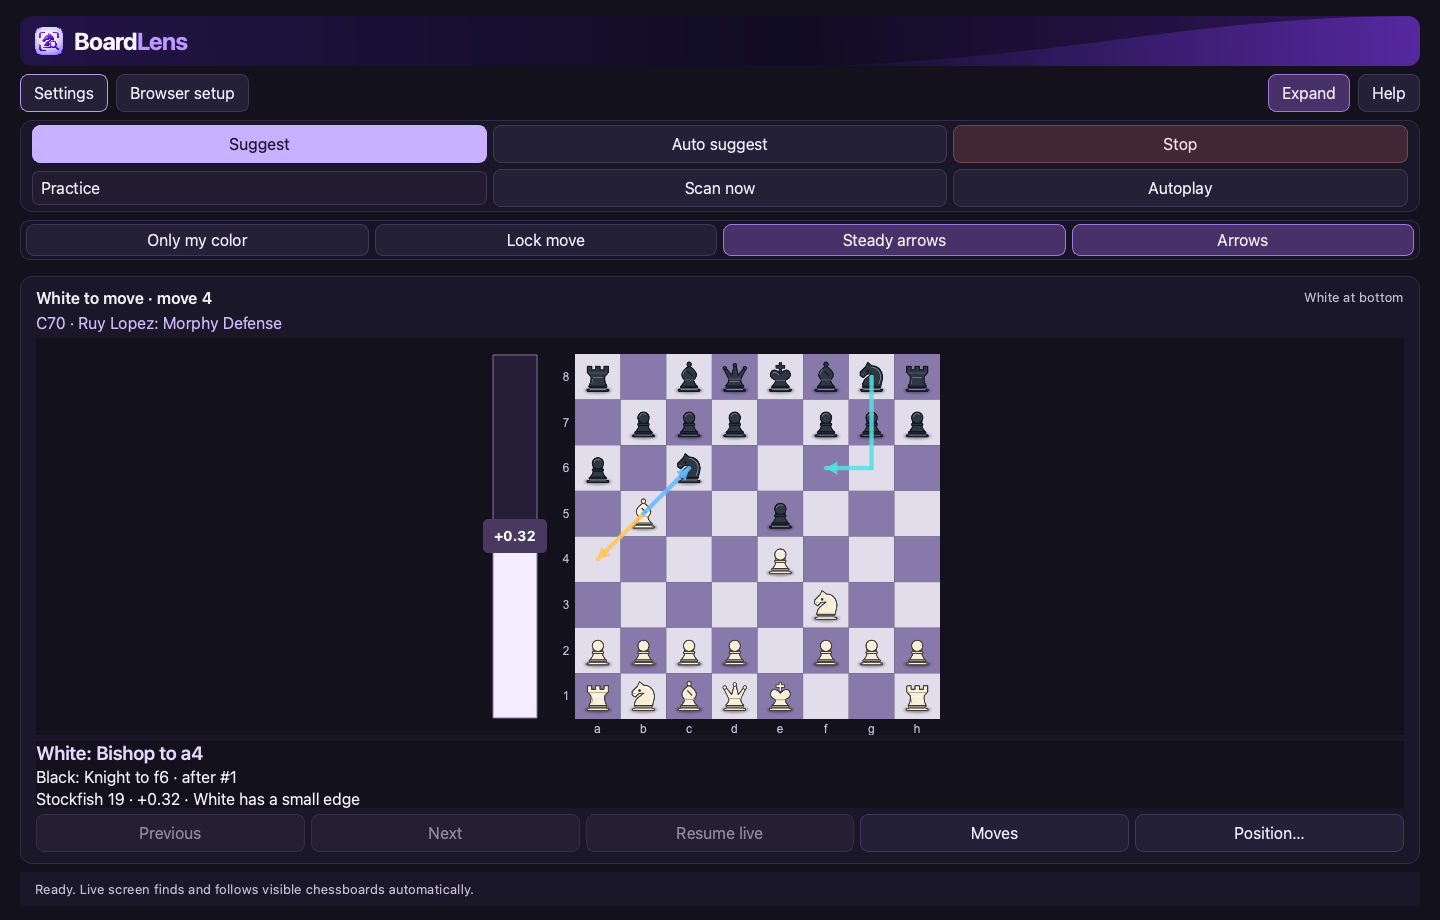 BoardLens
Settings Browser setup Expand Help
Suggest Auto suggest Stop
Practice Scan now Autoplay
Only my color Lock move Steady arrows Arrows
White to move · move 4 White at bottom
C70 · Ruy Lopez: Morphy Defense
8
7
6
5
+0.32
4
3
2
1
a b c d e f g h
White: Bishop to a4
Black: Knight to f6 · after #1
Stockfish 19 · +0.32 · White has a small edge
Previous Next Resume live Moves Position...
Ready. Live screen finds and follows visible chessboards automatically.